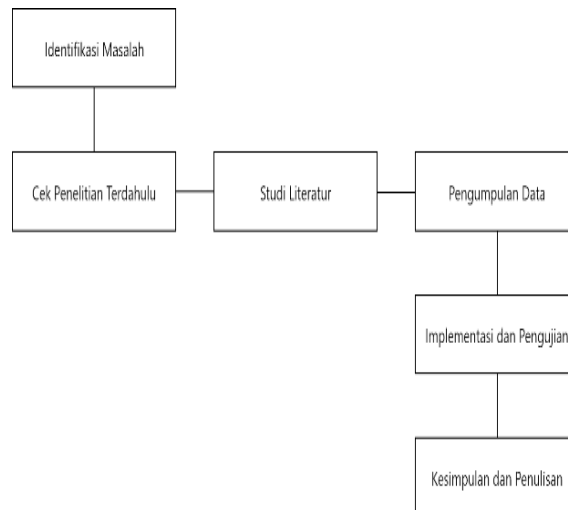 Identifikasi Masalah
Cek Penelitian Terdahulu
Studi Literatur
Pengumpulan Data
Implementasi dan Pengujian
Kesimpulan dan Penulisan